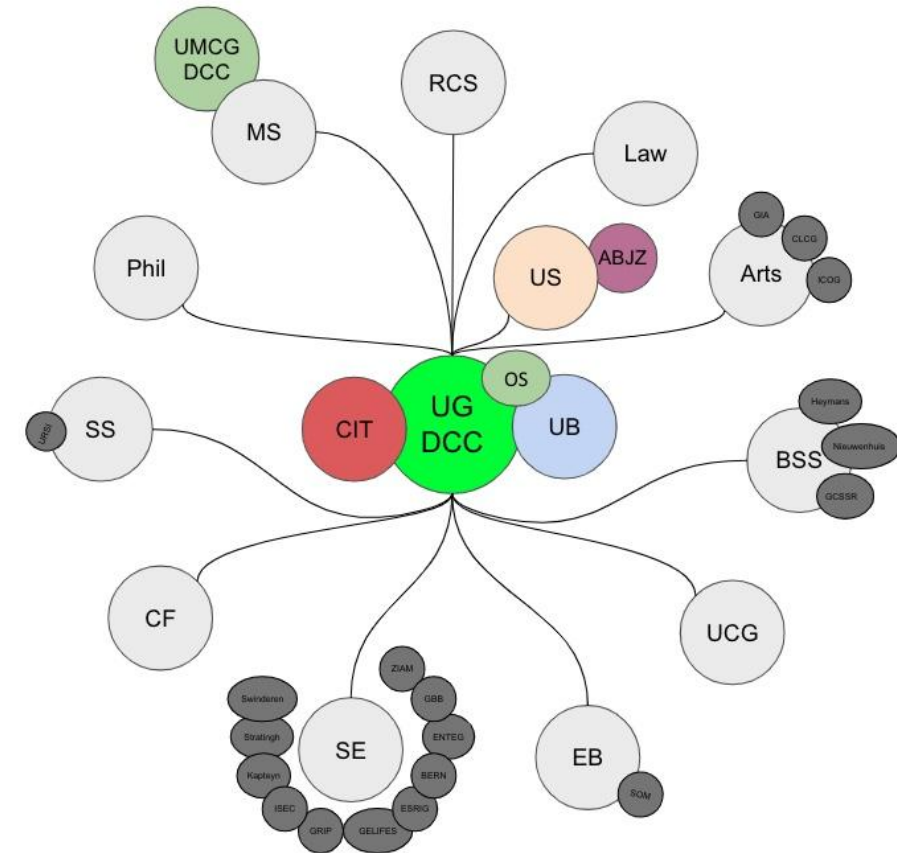 UMCG
DCC
MS
RCS
Law
GIA
CLCG
ICOG
Arts
Phil
US
ABJZ
OS
CIT
UG
DCC
UB
SS
URSI
Heymans
Nieuwenhuis
BSS
GCSSR
CF
UCG
ZIAM
Swinderen
GBB
Stratingh
SE
ENTEG
EB
Kapteyn
BERN
SOM
ISEC
ESRIG
GRIP
GELIFES